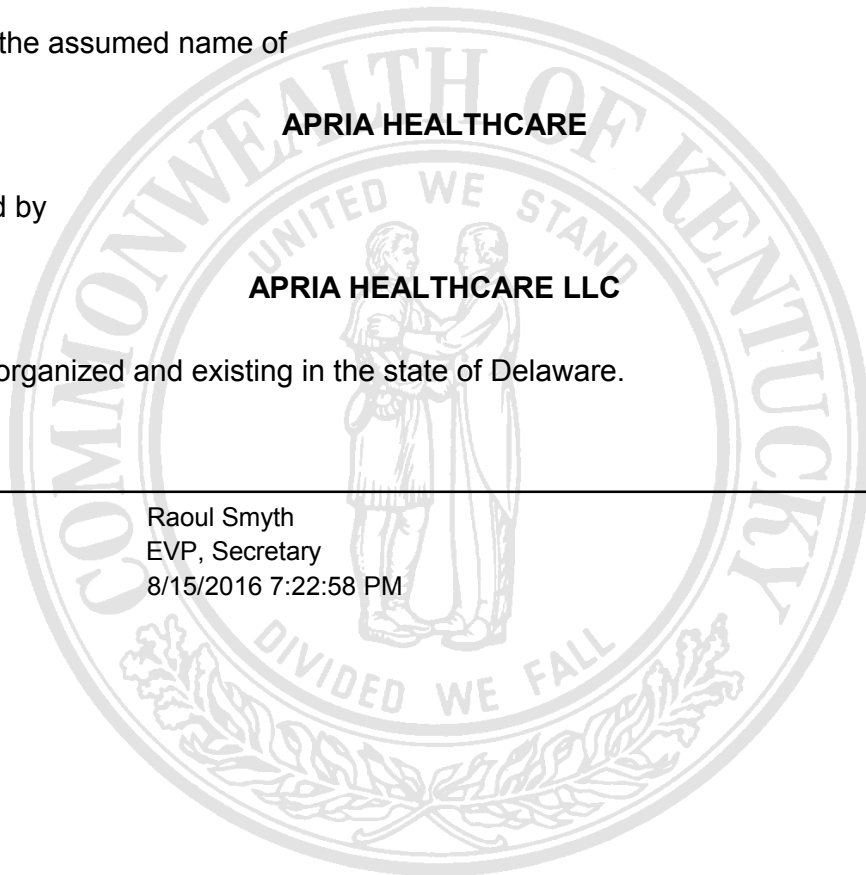 the assumed name of
APRIA HEALTHCARE
d by
APRIA HEALTHCARE LLC
organized and existing in the state of Delaware.
Raoul Smyth
EVP, Secretary
8/15/2016 7:22:58 PM
COMMONWEALTH OF KENTUCKY
UNITED WE STAND
DIVIDED WE FALL